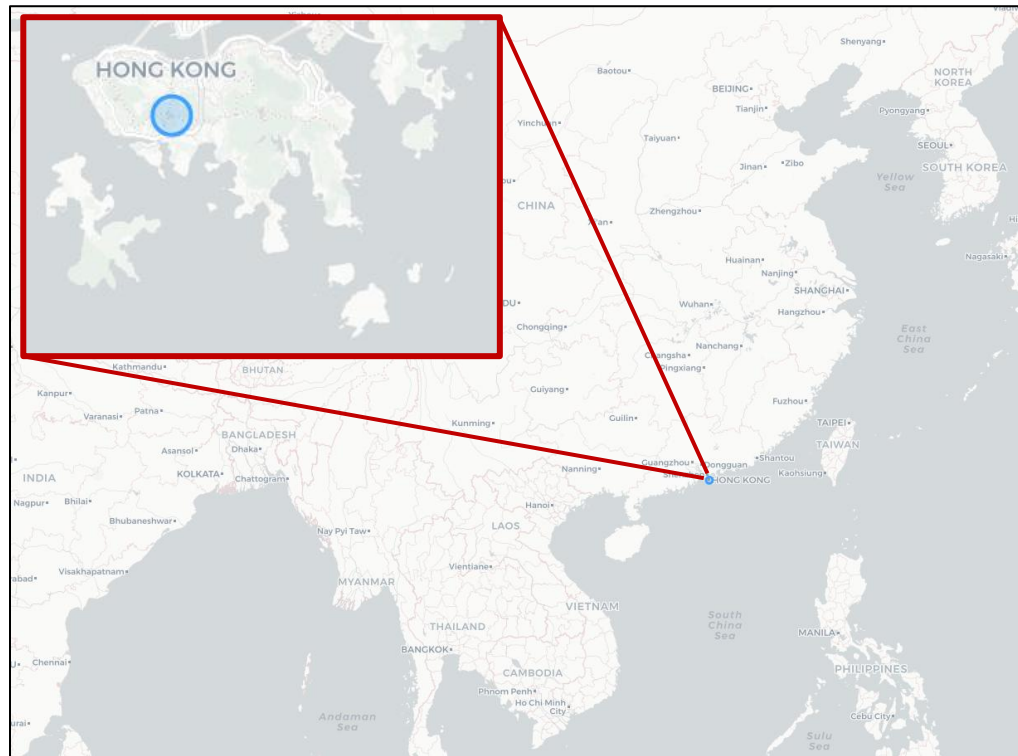 HONG KONG
Shenyang
Baotou
BEIJING
NORTH
KOREA
Tianjin
Pyongyang
Yinchuan
Taiyuan
SEOUL
Jinan
Zibo
SOUTH KOREA
Yellow
Sea
CHINA
Zhengzhou
Huainan
Nanjing
Nagasaki
SHANGHAI
Wuhan
Hangzhou
Chongqing
East
China
Sea
Nanchang
Changsha
Pingxiang
Kathmandu
BHUTAN
Guiyang
Kanpur
Fuzhou
Varanasi
Patna
Kunming
Guilin
TAIPEI
BANGLADESH
TAIWAN
Asansol
Dhaka
Guangzhou
Dongguan
Shantou
INDIA
KOLKATA
Chattogram
Nanning
Kaohsiung
HONG KONG
Nagpur
Bhilai
Hanoi
Bhubaneshwar
Nay Pyi Taw
LAOS
Visakhapatnam
Vientiane
MYANMAR
VIETNAM
South
China
Sea
THAILAND
MANILA
BANGKOK
Chennai
CAMBODIA
PHILIPPINES
Phnom Penh
Ho Chi Minh
City
Andaman
Sea
Cebu City
Sulu
Sea